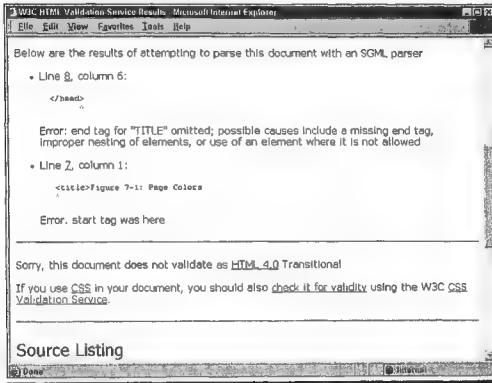 W3C HTML Validation Service Results - Microsoft Internet Explorer
File Edit View Favorites Tools Help
Below are the results of attempting to parse this document with an SGML parser
• Line 8, column 6:
</head>
^
Error: end tag for "TITLE" omitted; possible causes include a missing end tag,
improper nesting of elements, or use of an element where it is not allowed
• Line 7, column 1:
<title>Figure 7-1: Page Colors
^
Error. start tag was here
Sorry, this document does not validate as HTML 4.0 Transitional
If you use CSS in your document, you should also check it for validity using the W3C CSS
Validation Service.
Source Listing
Done
Internet